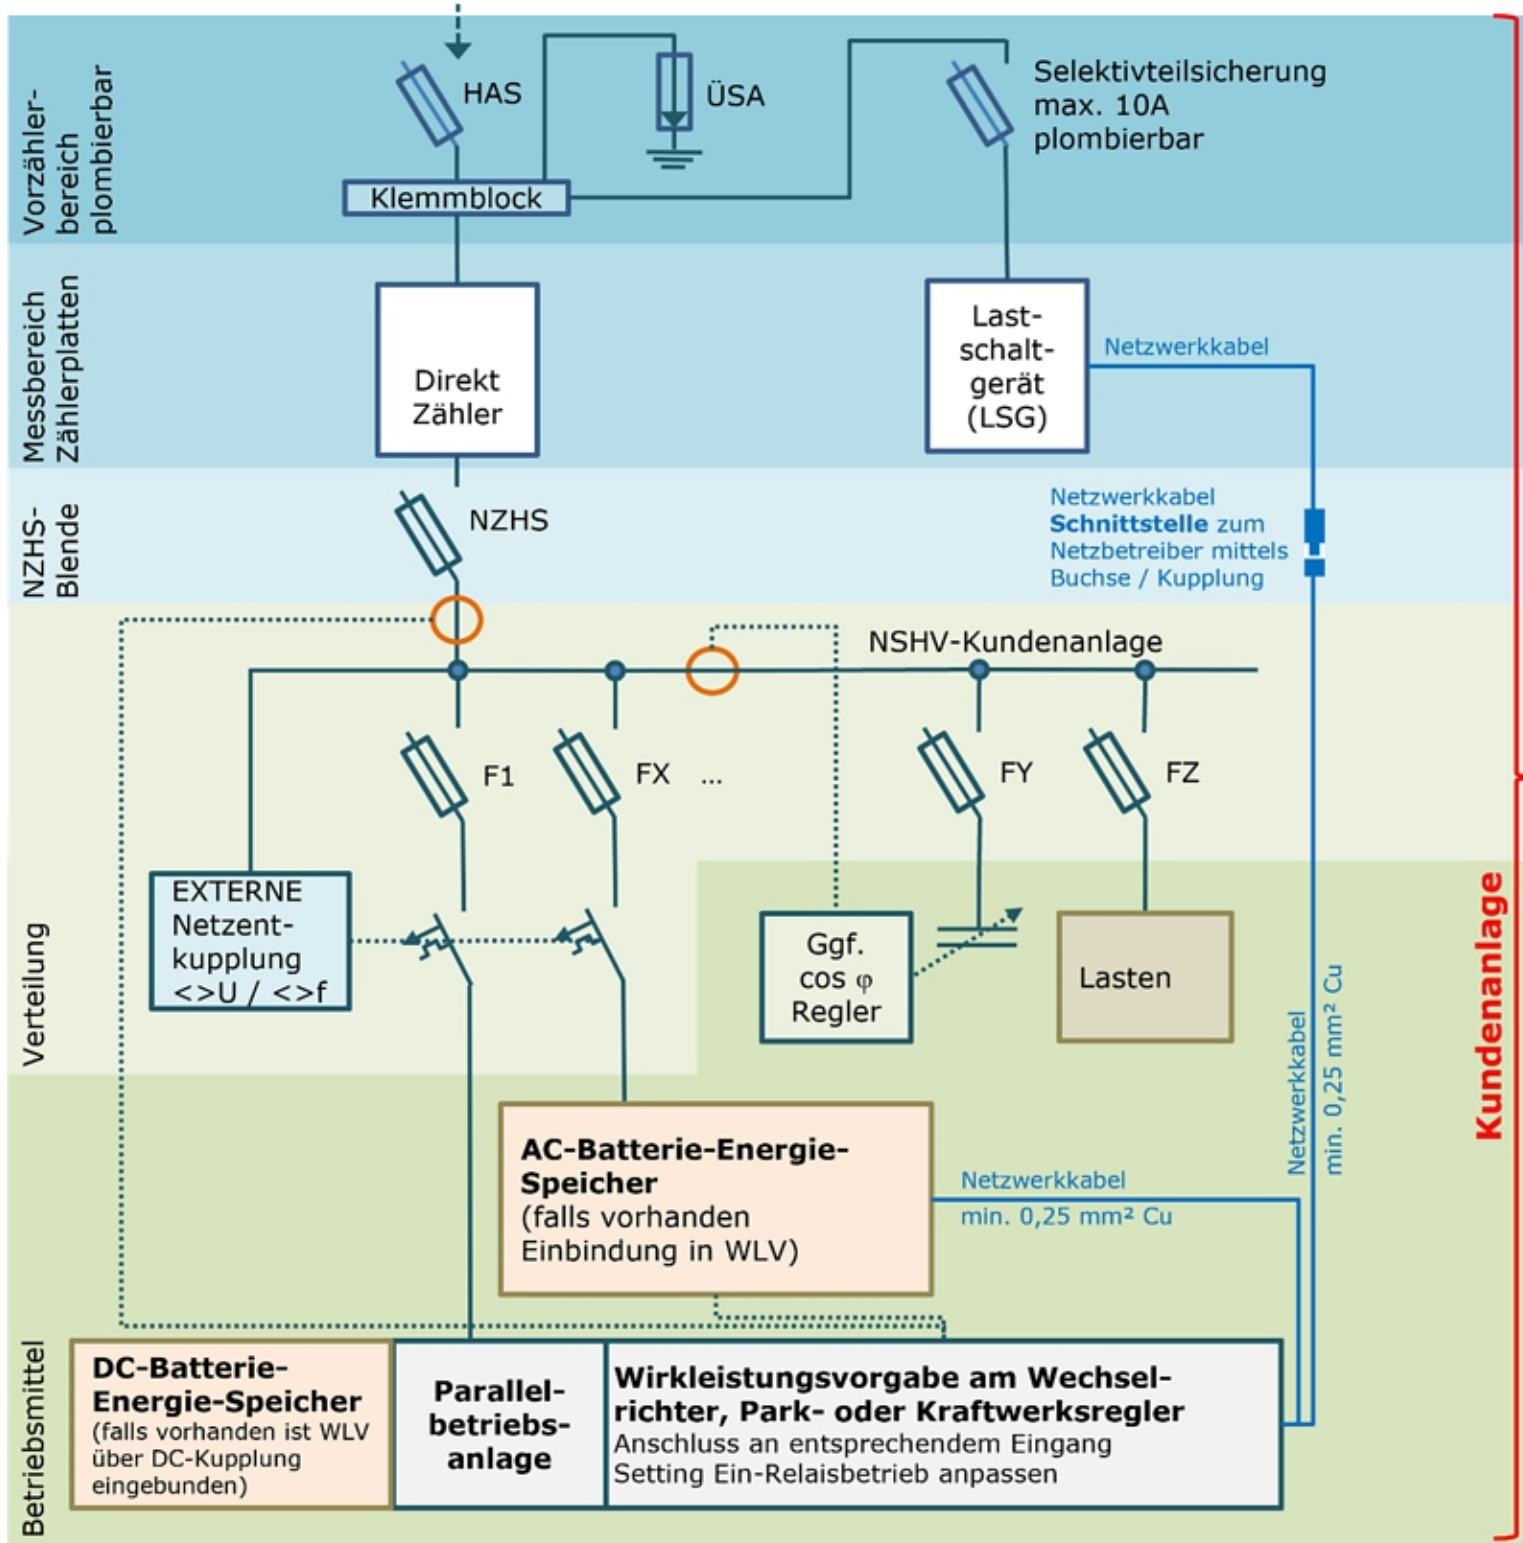 Vorzähler-
bereich
plombierbar
HAS
ÜSA
Selektivteilsicherung
max. 10A
plombierbar
Klemmblock
Messbereich
Zählerplatten
Direkt
Zähler
Last-
schalt-
gerät
(LSG)
Netzwerkkabel
NZHS-
Blende
NZHS
Netzwerkkabel
Schnittstelle zum
Netzbetreiber mittels
Buchse / Kupplung
NSHV-Kundenanlage
F1
FX ...
FY
FZ
Verteilung
EXTERNE
Netzent-
kupplung
<>U / <>f
Ggf.
cos φ
Regler
Lasten
Netzwerkkabel
min. 0,25 mm² Cu
Kundenanlage
AC-Batterie-Energie-
Speicher
(falls vorhanden
Einbindung in WLV)
Netzwerkkabel
min. 0,25 mm² Cu
Betriebsmittel
DC-Batterie-
Energie-Speicher
(falls vorhanden ist WLV
über DC-Kupplung
eingebunden)
Parallel-
betriebs-
anlage
Wirkleistungsvorgabe am Wechsel-
richter, Park- oder Kraftwerksregler
Anschluss an entsprechendem Eingang
Setting Ein-Relaisbetrieb anpassen